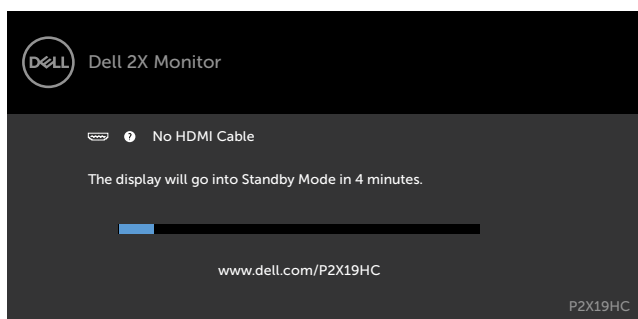 DELL Dell 2X Monitor
? No HDMI Cable
The display will go into Standby Mode in 4 minutes.
www.dell.com/P2X19HC
P2X19HC